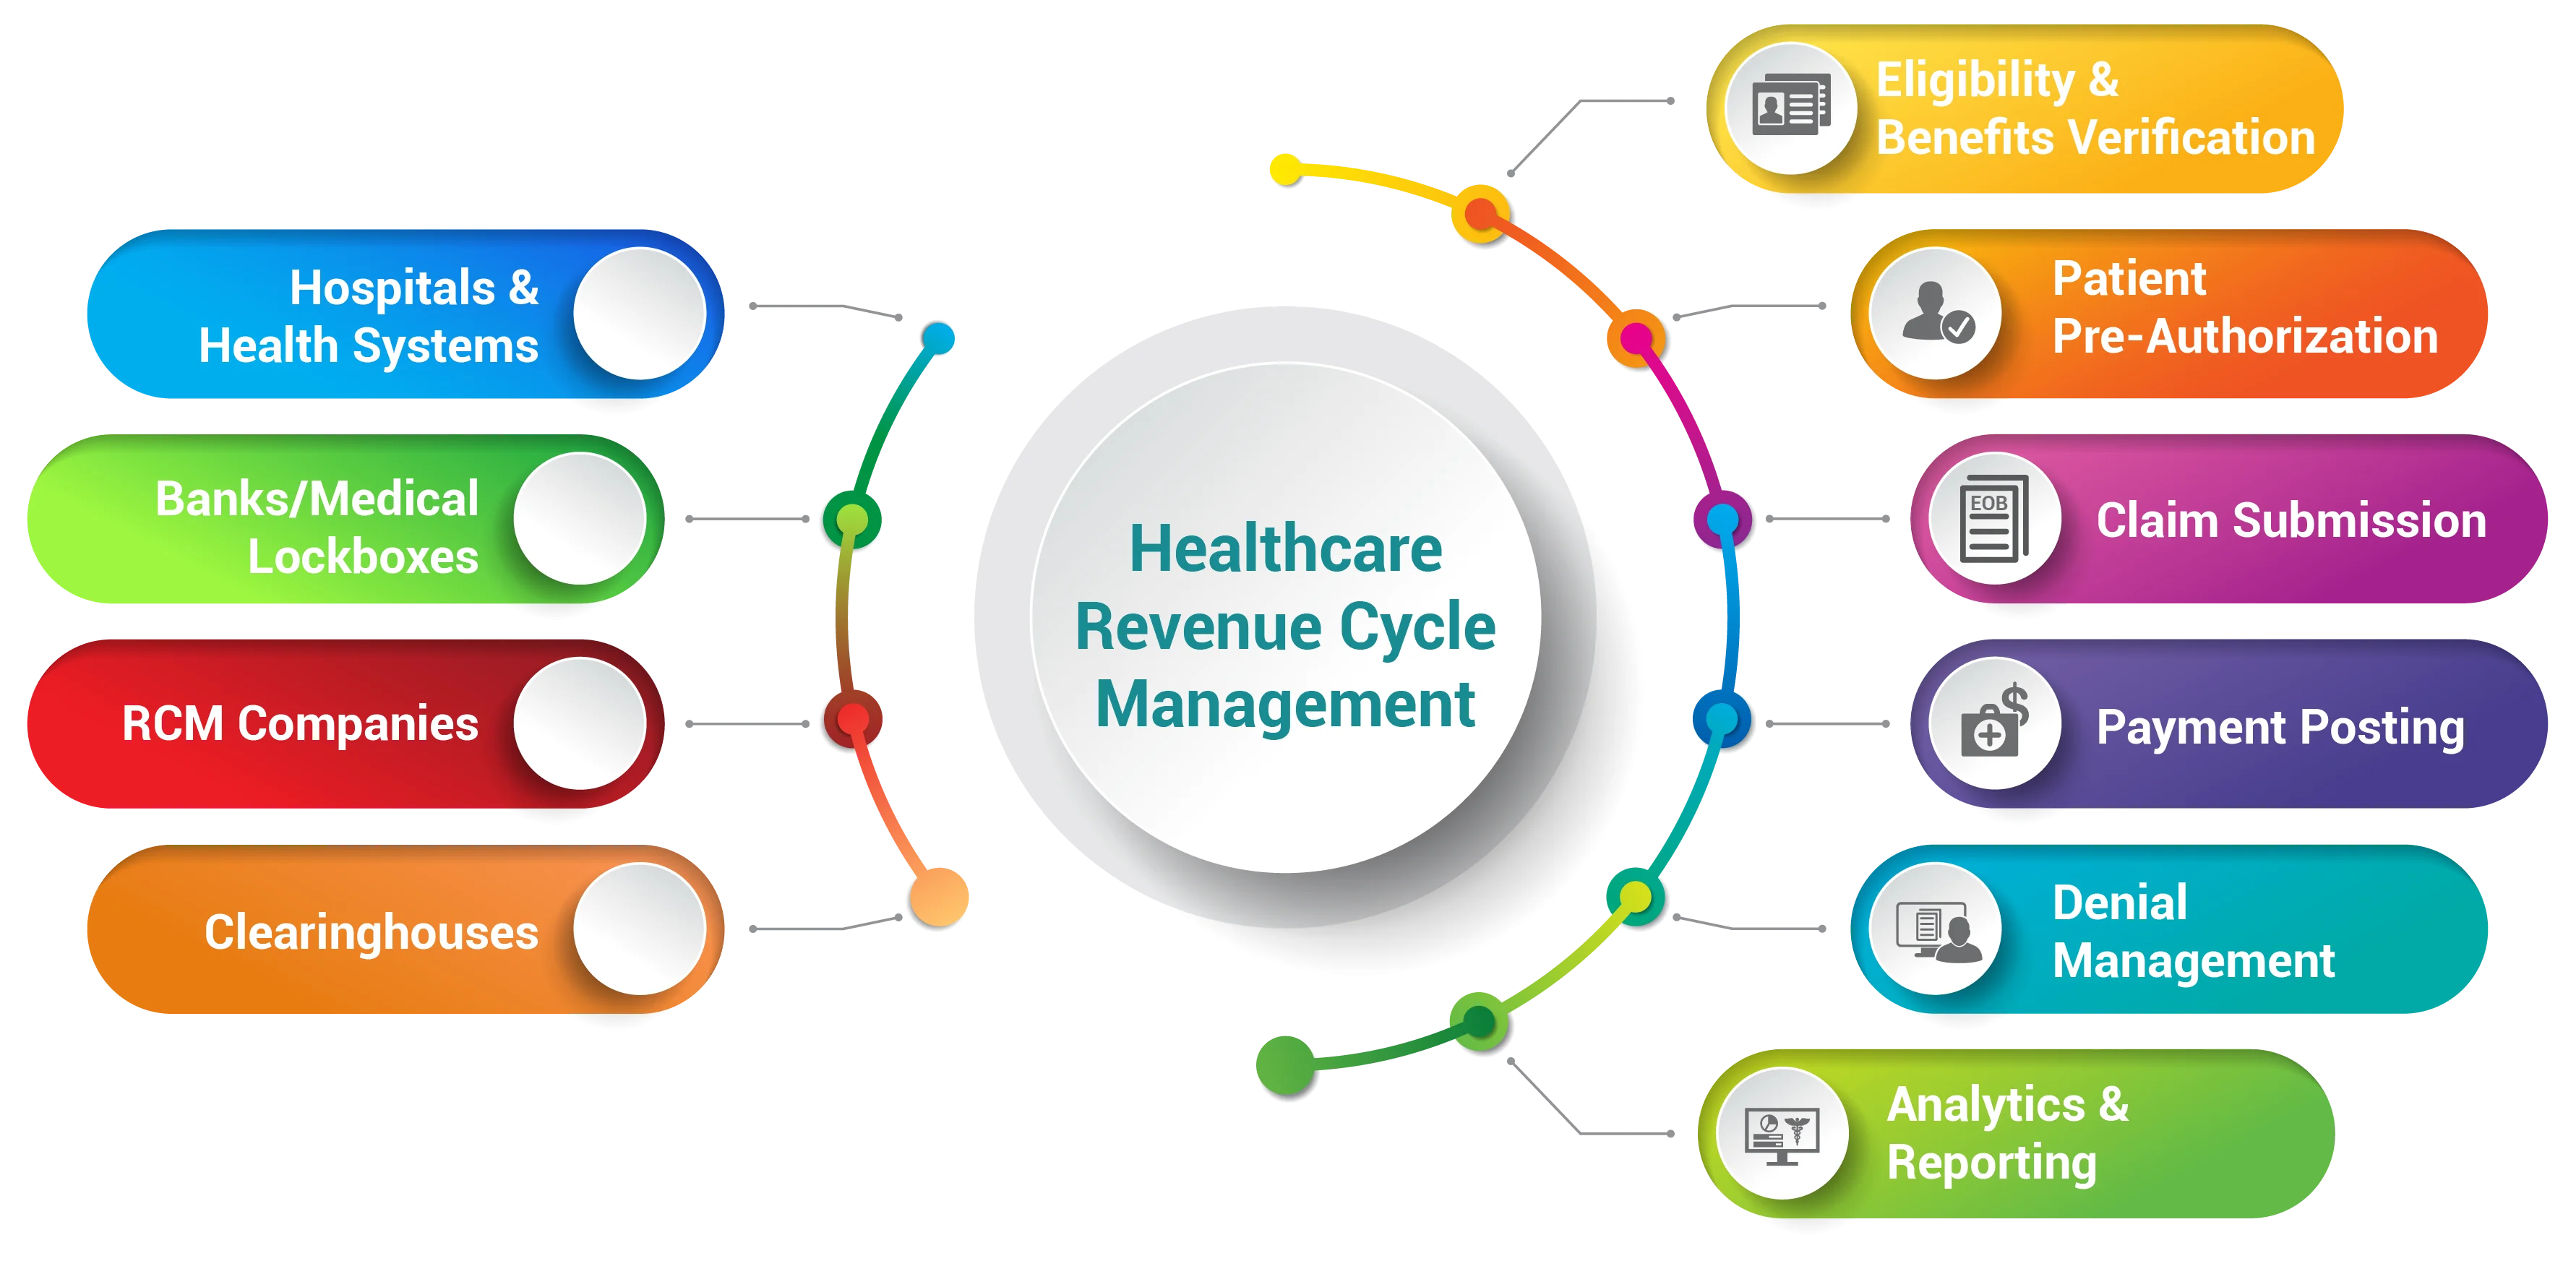 Hospitals &
Health Systems
Banks/Medical
Lockboxes
RCM Companies
Clearinghouses
Healthcare
Revenue Cycle
Management
Eligibility &
Benefits Verification
Patient
Pre-Authorization
EOB
Claim Submission
$
Payment Posting
Denial
Management
Analytics &
Reporting